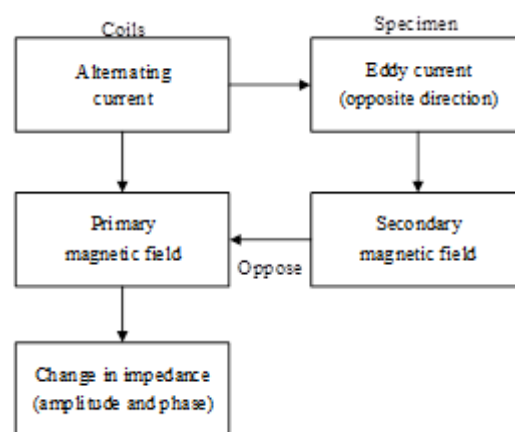 Coils
Specimen
Alternating
current
Eddy current
(opposite direction)
Primary
magnetic field
Secondary
magnetic field
Oppose
Change in impedance
(amplitude and phase)